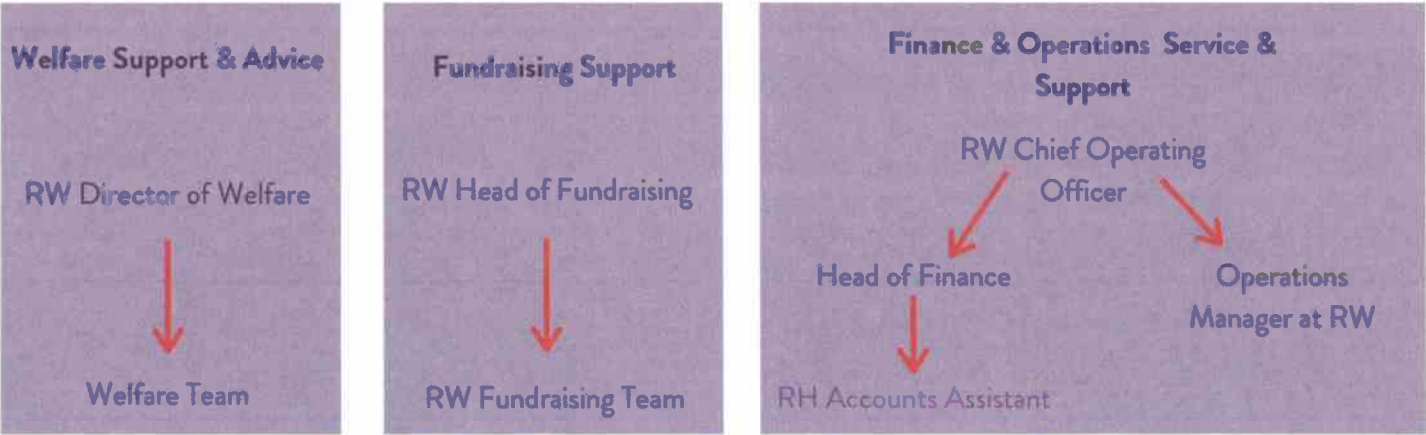 Welfare Support & Advice
RW Director of Welfare
Welfare Team
Fundraising Support
RW Head of Fundraising
RW Fundraising Team
Finance & Operations Service &
Support
RW Chief Operating
Officer
Head of Finance
Operations
Manager at RW
RH Accounts Assistant